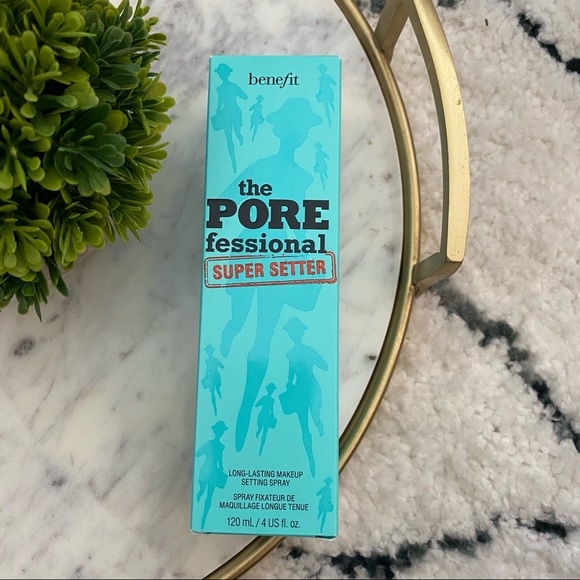 benefit
the
PORE
fessional
SUPER SETTER
LONG-LASTING MAKEUP
SETTING SPRAY
SPRAY FIXATEUR DE
MAQUILLAGE LONGUE TENUE
120 mL / 4 US fl. oz.